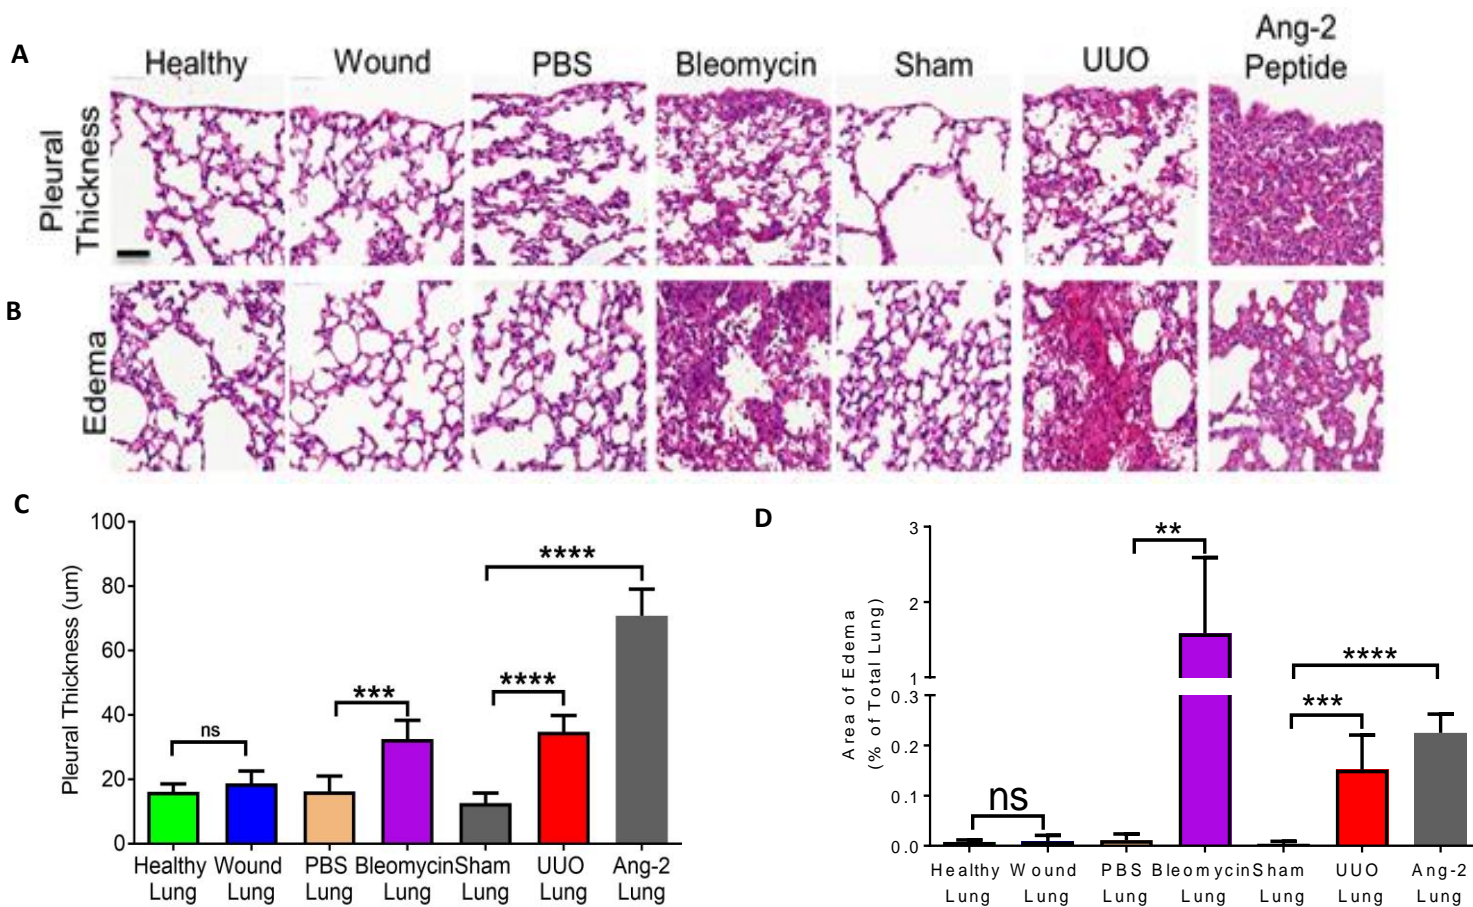 A
Healthy
Wound
PBS
Bleomycin
Sham
UUO
Ang-2
Peptide
Pleural
Thickness
B
Edema
C
Pleural Thickness (um)
100
80
60
40
20
0
ns
***
****
****
Healthy Wound PBS Bleomycin Sham UUO Ang-2
Lung Lung Lung Lung Lung Lung Lung
D
Area of Edema
(% of Total Lung)
3
2
1
0.3
0.2
0.1
0.0
ns
**
***
****
Healthy Wound PBS Bleomycin Sham UUO Ang-2
Lung Lung Lung Lung Lung Lung Lung